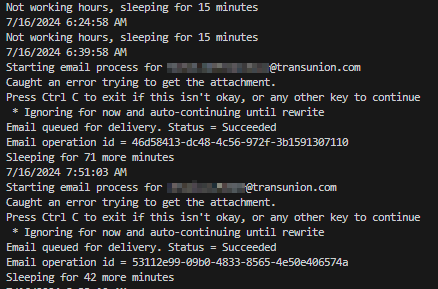 Not working hours, sleeping for 15 minutes
7/16/2024 6:24:58 AM
Not working hours, sleeping for 15 minutes
7/16/2024 6:39:58 AM
Starting email process for @transunion.com
Caught an error trying to get the attachment.
Press Ctrl C to exit if this isn't okay, or any other key to continue
* Ignoring for now and auto-continuing until rewrite
Email queued for delivery. Status = Succeeded
Email operation id = 46d58413-dc48-4c56-972f-3b1591307110
Sleeping for 71 more minutes
7/16/2024 7:51:03 AM
Starting email process for @transunion.com
Caught an error trying to get the attachment.
Press Ctrl C to exit if this isn't okay, or any other key to continue
* Ignoring for now and auto-continuing until rewrite
Email queued for delivery. Status = Succeeded
Email operation id = 53112e99-09b0-4833-8565-4e50e406574a
Sleeping for 42 more minutes